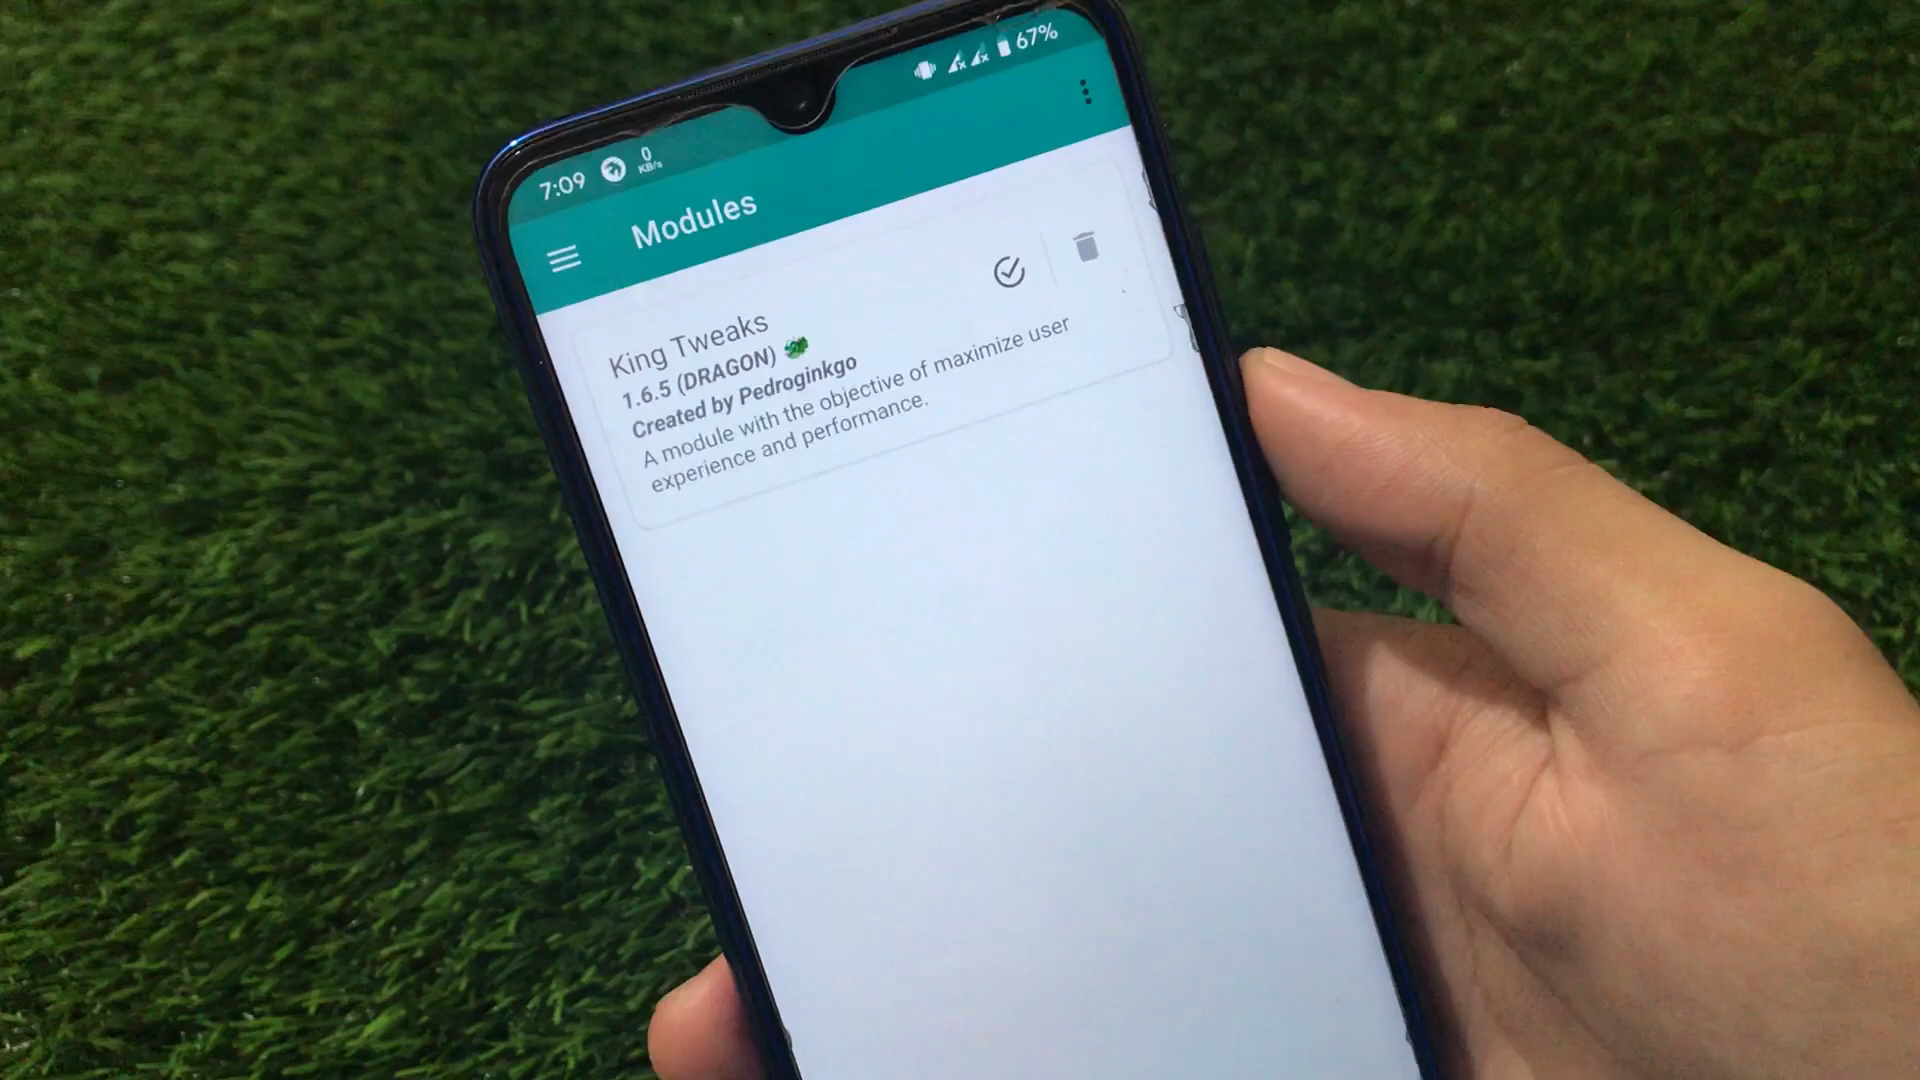 7:09
0
KB/s
67%
Modules
King Tweaks
1.6.5 (DRAGON)
Created by Pedroginkgo
A module with the objective of maximize user
experience and performance.